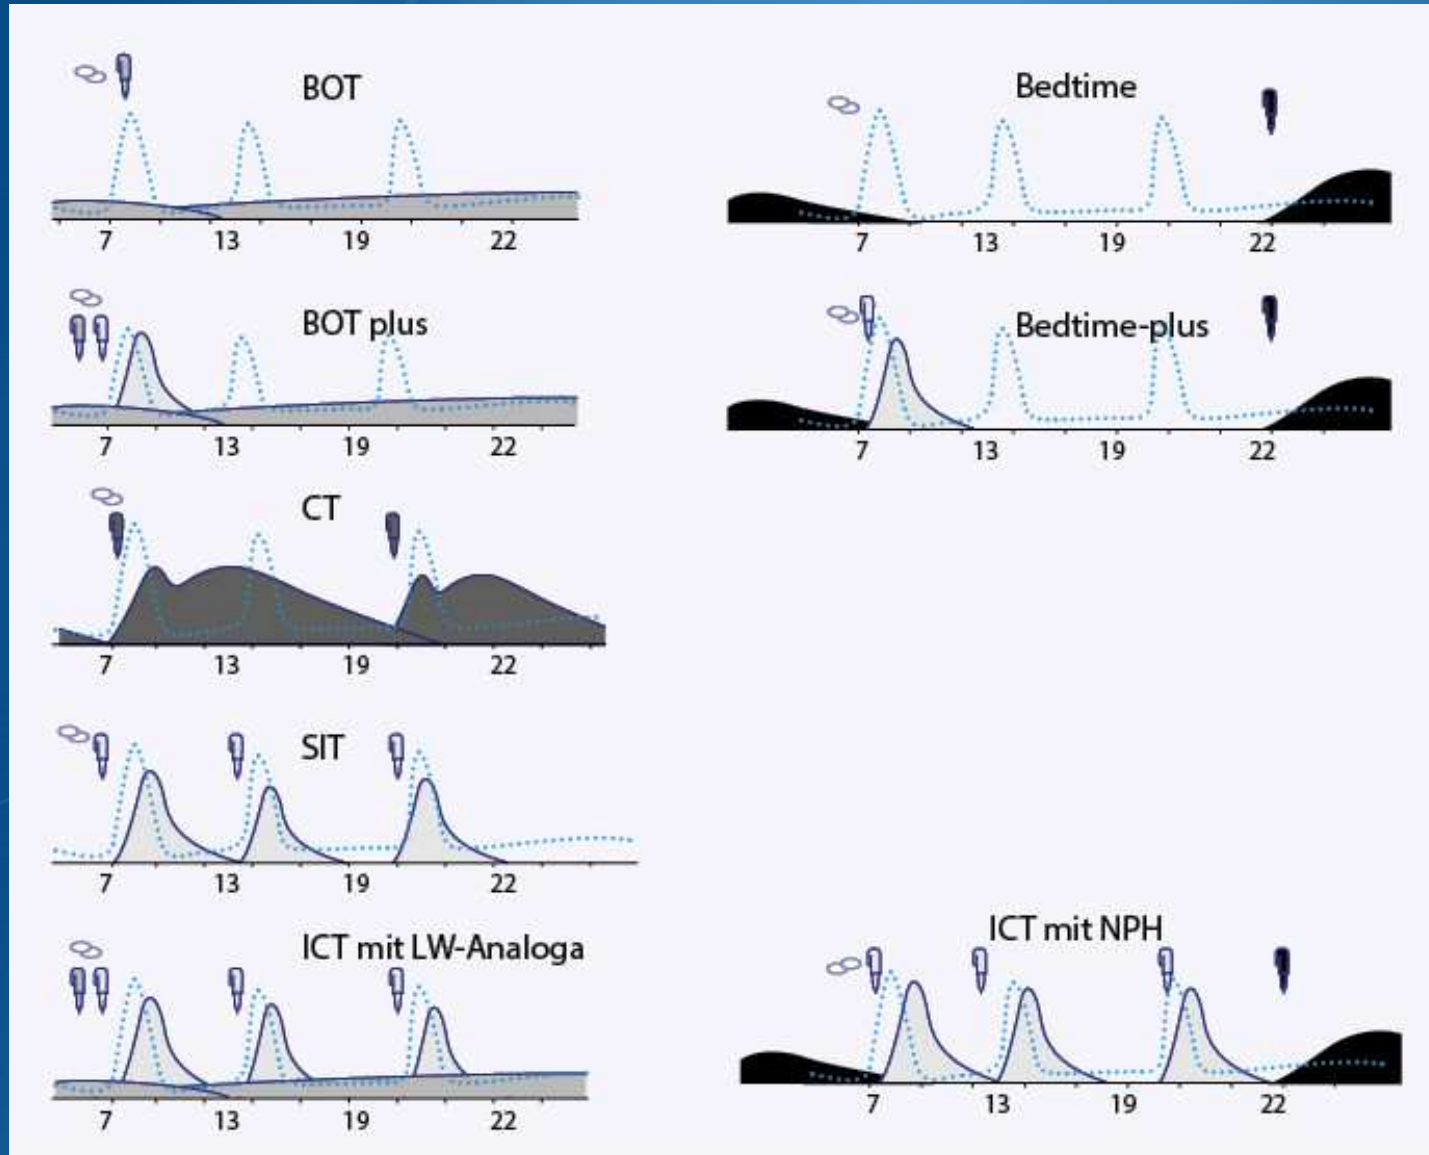 BOT
7 13 19 22
Bedtime
7 13 19 22
BOT plus
7 13 19 22
Bedtime-plus
7 13 19 22
CT
7 13 19 22
SIT
7 13 19 22
ICT mit LW-Analoga
7 13 19 22
ICT mit NPH
7 13 19 22